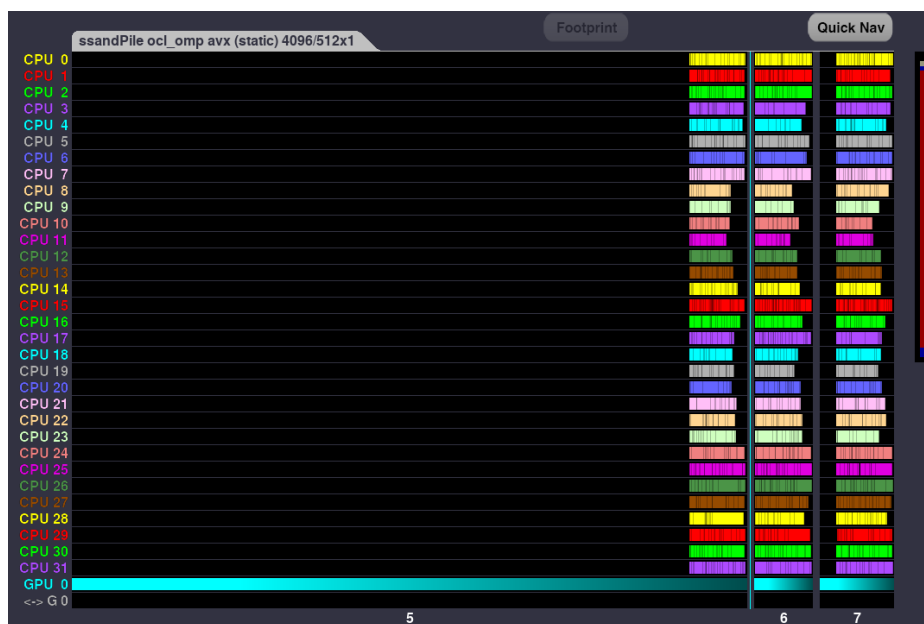 Footprint
Quick Nav
ssandPile ocl_omp avx (static) 4096/512x1
CPU 0
CPU 1
CPU 2
CPU 3
CPU 4
CPU 5
CPU 6
CPU 7
CPU 8
CPU 9
CPU 10
CPU 11
CPU 12
CPU 13
CPU 14
CPU 15
CPU 16
CPU 17
CPU 18
CPU 19
CPU 20
CPU 21
CPU 22
CPU 23
CPU 24
CPU 25
CPU 26
CPU 27
CPU 28
CPU 29
CPU 30
CPU 31
GPU 0
<-> G 0
5 6 7